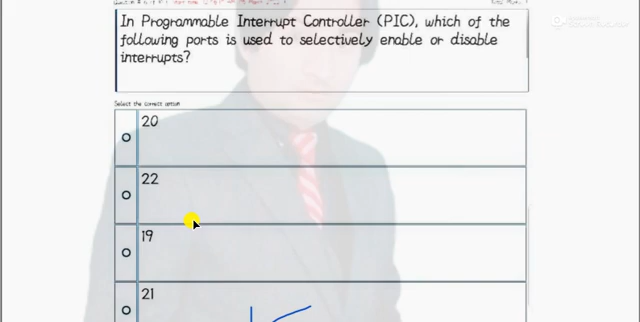 In Programmable Interrupt Controller (PIC), which of the
following ports is used to selectively enable or disable
interrupts?
Select the correct option
20
22
19
21